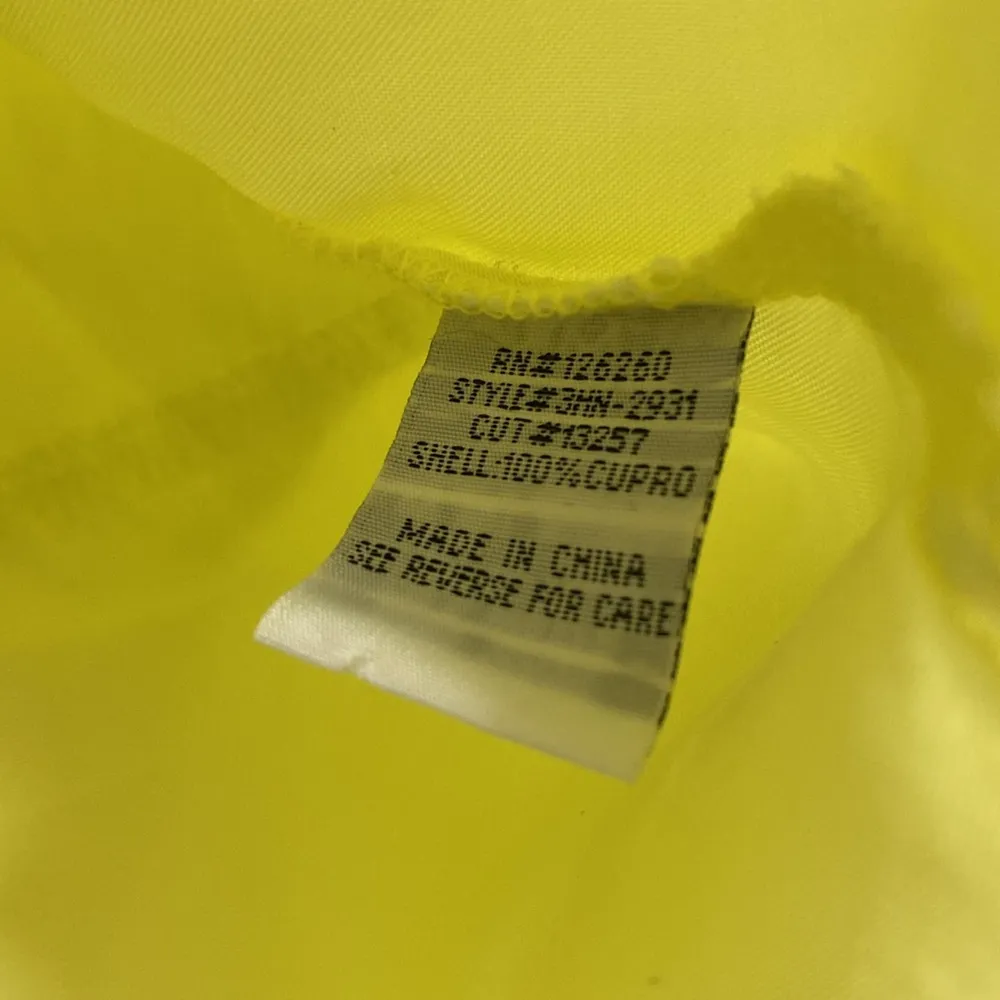 RN#126260
STYLE#3HN-2931
CUT#13257
SHELL:100%CUPRO
MADE IN CHINA
SEE REVERSE FOR CARE